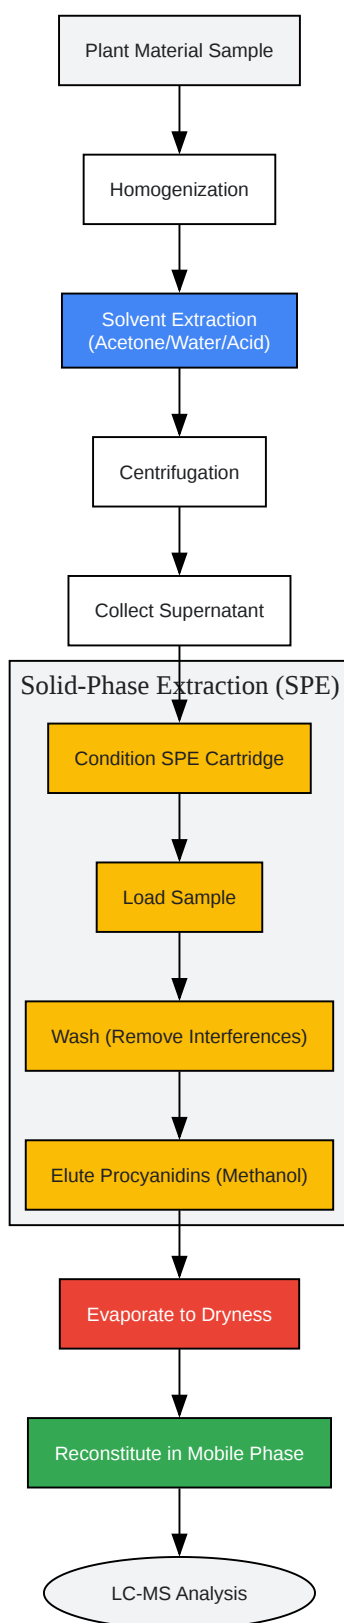 Plant Material Sample
Homogenization
Solvent Extraction
(Acetone/Water/Acid)
Centrifugation
Collect Supernatant
Solid-Phase Extraction (SPE)
Condition SPE Cartridge
Load Sample
Wash (Remove Interferences)
Elute Procyanidins (Methanol)
Evaporate to Dryness
Reconstitute in Mobile Phase
LC-MS Analysis